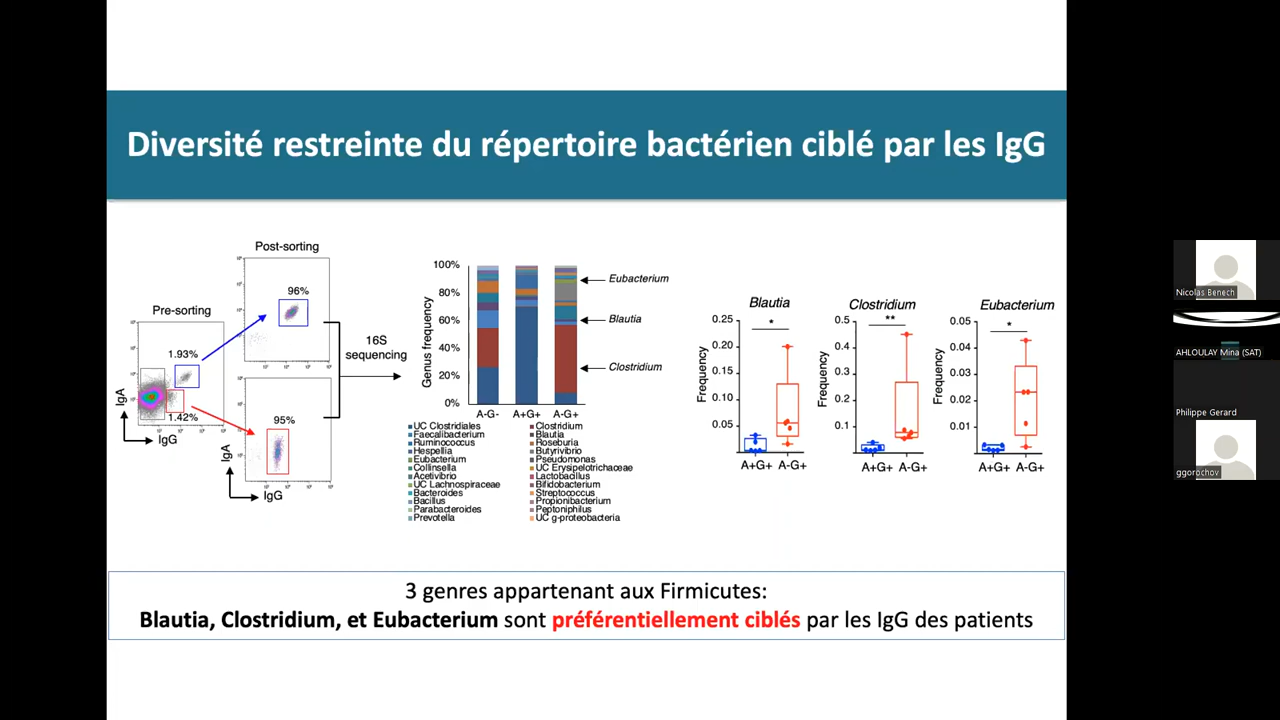 Diversité restreinte du répertoire bactérien ciblé par les IgG
Post-sorting
96%
Pre-sorting
1.93%
1.42%
IgA
IgG
95%
IgA
IgG
16S
sequencing
Genus frequency
100%
80%
60%
40%
20%
0%
A-G-
A+G+
A-G+
Eubacterium
Blautia
Clostridium
UC Clostridiales
Faecalibacterium
Ruminococcus
Hespellia
Eubacterium
Collinsella
Acetivibrio
UC Lachnospiraceae
Bacteroides
Bacillus
Parabacteroides
Prevotella
Clostridium
Blautia
Roseburia
Butyrivibrio
Pseudomonas
UC Erysipelotrichaceae
Lactobacillus
Bifidobacterium
Streptococcus
Propionibacterium
Peptoniphilus
UC g-proteobacteria
Blautia
Frequency
0.25
0.20
0.15
0.10
0.05
*
A+G+
A-G+
Clostridium
Frequency
0.5
0.4
0.3
0.2
0.1
**
A+G+
A-G+
Eubacterium
Frequency
0.05
0.04
0.03
0.02
0.01
*
A+G+
A-G+
3 genres appartenant aux Firmicutes:
Blautia, Clostridium, et Eubacterium sont préférentiellement ciblés par les IgG des patients
Nicolas Benech
AHLOULAY Mina (SAT)
Philippe Gerard
ggorochov